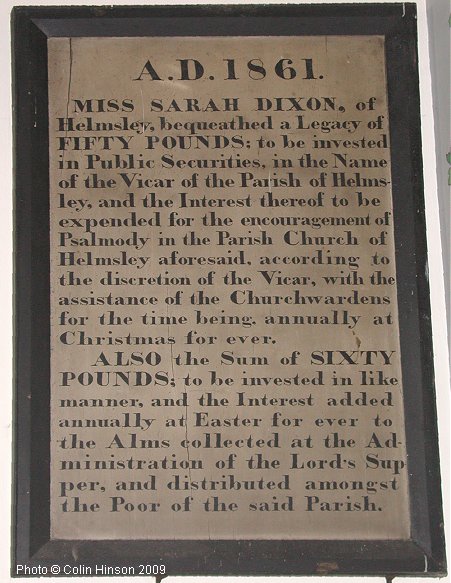 A.D.1861.
MISS SARAH DIXON, of
Helmsley, bequeathed a Legacy of
FIFTY POUNDS; to be invested
in Public Securities, in the Name
of the Vicar of the Parish of Helms-
ley, and the Interest thereof to be
expended for the encouragement of
Psalmody in the Parish Church of
Helmsley aforesaid, according to
the discretion of the Vicar, with the
assistance of the Churchwardens
for the time being, annually at
Christmas for ever.
ALSO the Sum of SIXTY
POUNDS; to be invested in like
manner, and the Interest added
annually at Easter for ever to
the Alms collected at the Ad-
ministration of the Lord's Sup
per, and distributed amongst
the Poor of the said Parish.
Photo © Colin Hinson 2009